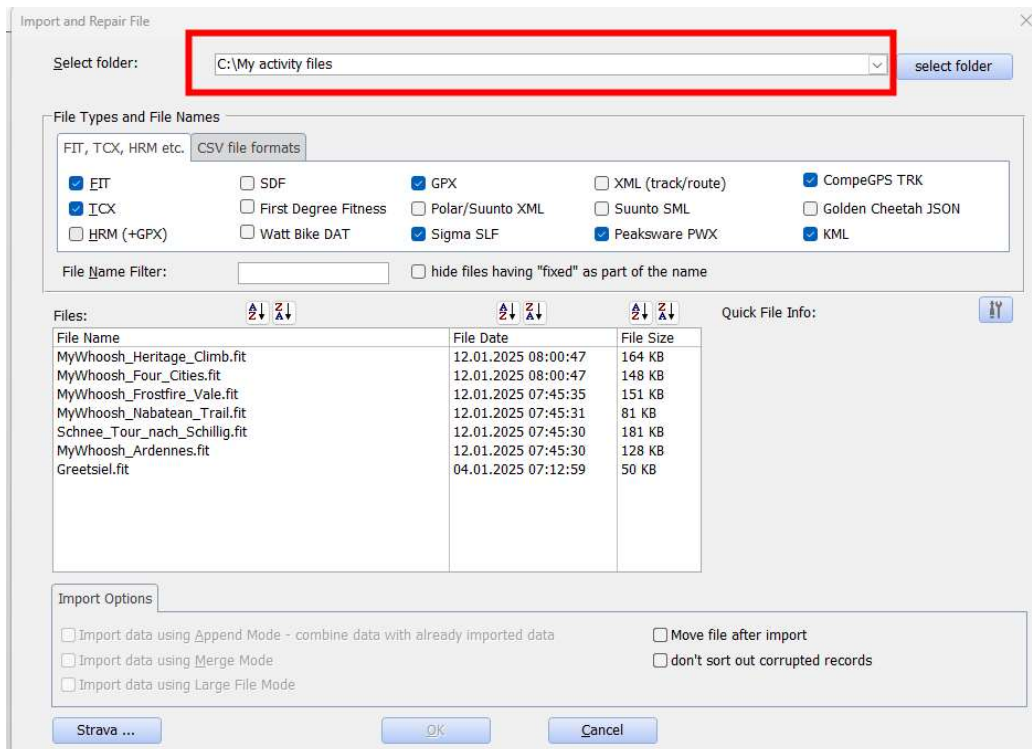 Import and Repair File
Select folder: C:\My activity files select folder
File Types and File Names
FIT, TCX, HRM etc. CSV file formats
FIT SDF GPX XML (track/route) CompeGPS TRK
TCX First Degree Fitness Polar/Suunto XML Suunto SML Golden Cheetah JSON
HRM (+GPX) Watt Bike DAT Sigma SLF Peaksware PWX KML
File Name Filter: hide files having "fixed" as part of the name
Files: Quick File Info:
File Name File Date File Size
MyWhoosh_Heritage_Climb.fit 12.01.2025 08:00:47 164 KB
MyWhoosh_Four_Cities.fit 12.01.2025 08:00:47 148 KB
MyWhoosh_Frostfire_Vale.fit 12.01.2025 07:45:35 151 KB
MyWhoosh_Nabatean_Trail.fit 12.01.2025 07:45:31 81 KB
Schnee_Tour_nach_Schillig.fit 12.01.2025 07:45:30 181 KB
MyWhoosh_Ardennes.fit 12.01.2025 07:45:30 128 KB
Greetsiel.fit 04.01.2025 07:12:59 50 KB
Import Options
Import data using Append Mode - combine data with already imported data Move file after import
Import data using Merge Mode don't sort out corrupted records
Import data using Large File Mode
Strava ... OK Cancel